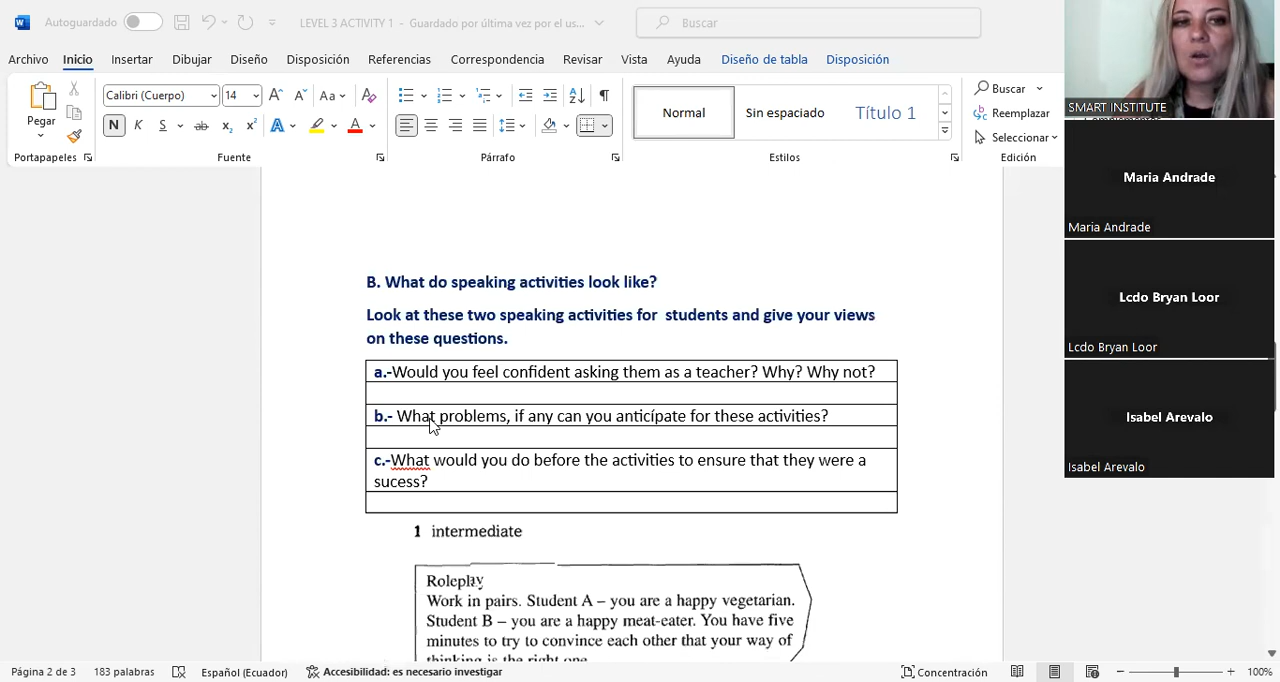 Autoguardado
LEVEL 3 ACTIVITY 1 - Guardado por última vez por el us...
Buscar
Archivo Inicio Insertar Dibujar Diseño Disposición Referencias Correspondencia Revisar Vista Ayuda Diseño de tabla Disposición
Pegar
Calibri (Cuerpo) 14
N K S ab x₂ x²
Normal
Sin espaciado
Título 1
Buscar
Reemplazar
Seleccionar
Portapapeles Fuente Párrafo Estilos Edición
SMART INSTITUTE
Maria Andrade
Maria Andrade
Lcdo Bryan Loor
Lcdo Bryan Loor
Isabel Arevalo
Isabel Arevalo
B. What do speaking activities look like?
Look at these two speaking activities for students and give your views
on these questions.
a.-Would you feel confident asking them as a teacher? Why? Why not?
b.- What problems, if any can you anticípate for these activities?
c.-What would you do before the activities to ensure that they were a
sucess?
1 intermediate
Roleplay
Work in pairs. Student A – you are a happy vegetarian.
Student B – you are a happy meat-eater. You have five
minutes to try to convince each other that your way of
thinking is the right one.
Página 2 de 3 183 palabras Español (Ecuador) Accesibilidad: es necesario investigar Concentración 100%